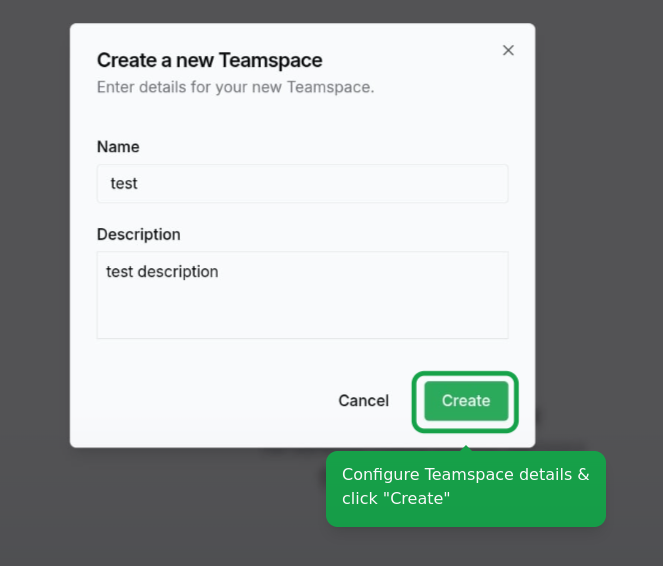 Create a new Teamspace
Enter details for your new Teamspace.
Name
test
Description
test description
Cancel
Create
Configure Teamspace details &
click "Create"